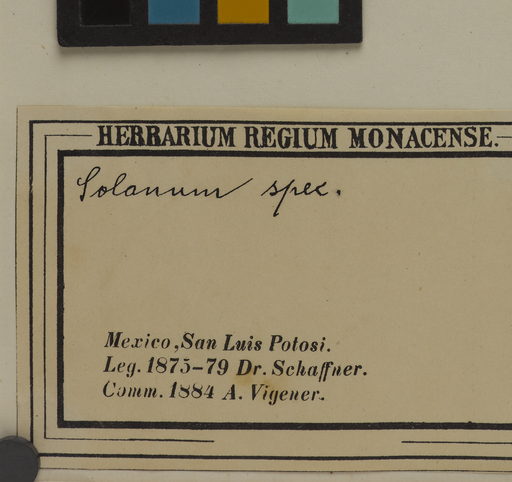 HERBARIUM REGIUM MONACENSE.
Solanum spec.
Mexico, San Luis Potosi.
Leg. 1875-79 Dr. Schaffner.
Comm. 1884 A. Vigener.